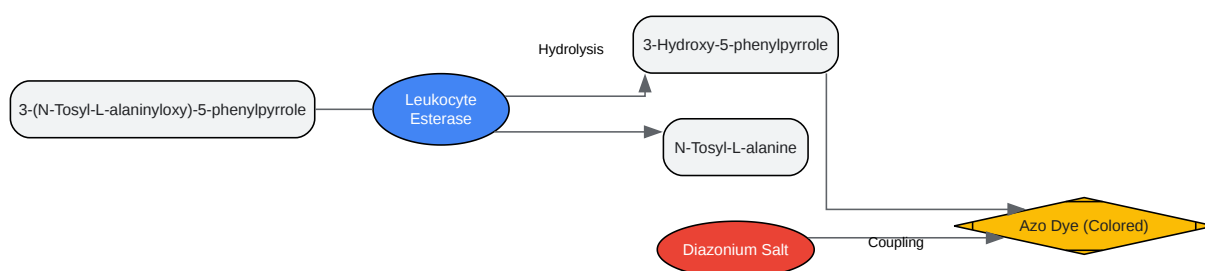 3-(N-Tosyl-L-alaninyloxy)-5-phenylpyrrole
Leukocyte
Esterase
Hydrolysis
3-Hydroxy-5-phenylpyrrole
N-Tosyl-L-alanine
Diazonium Salt
Coupling
Azo Dye (Colored)